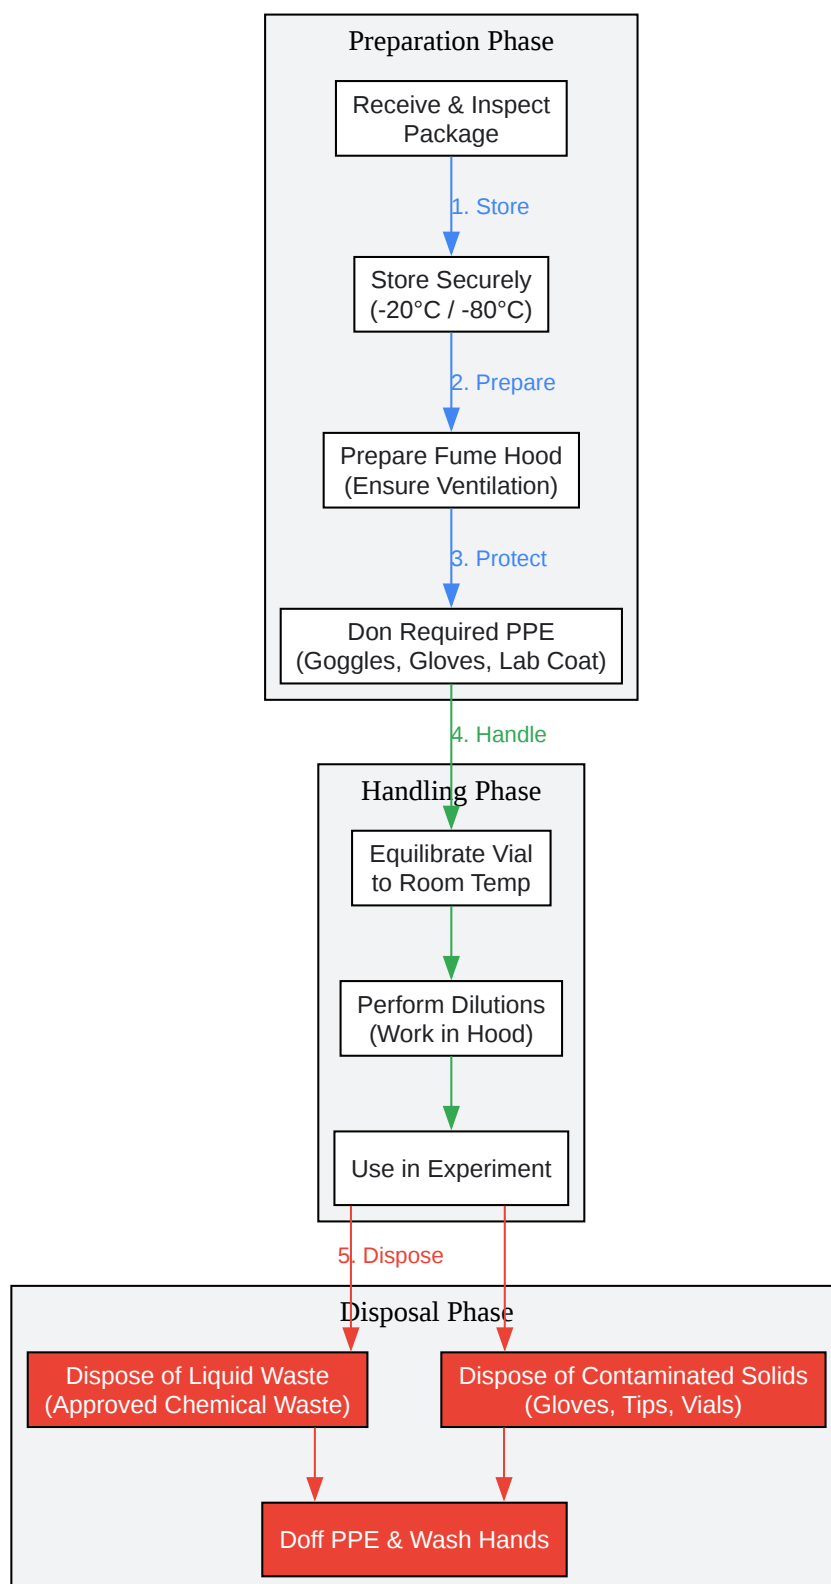 Preparation Phase
Receive & Inspect
Package
1. Store
Store Securely
(-20°C / -80°C)
2. Prepare
Prepare Fume Hood
(Ensure Ventilation)
3. Protect
Don Required PPE
(Goggles, Gloves, Lab Coat)
4. Handle
Handling Phase
Equilibrate Vial
to Room Temp
Perform Dilutions
(Work in Hood)
Use in Experiment
5. Dispose
Disposal Phase
Dispose of Liquid Waste
(Approved Chemical Waste)
Dispose of Contaminated Solids
(Gloves, Tips, Vials)
Doff PPE & Wash Hands